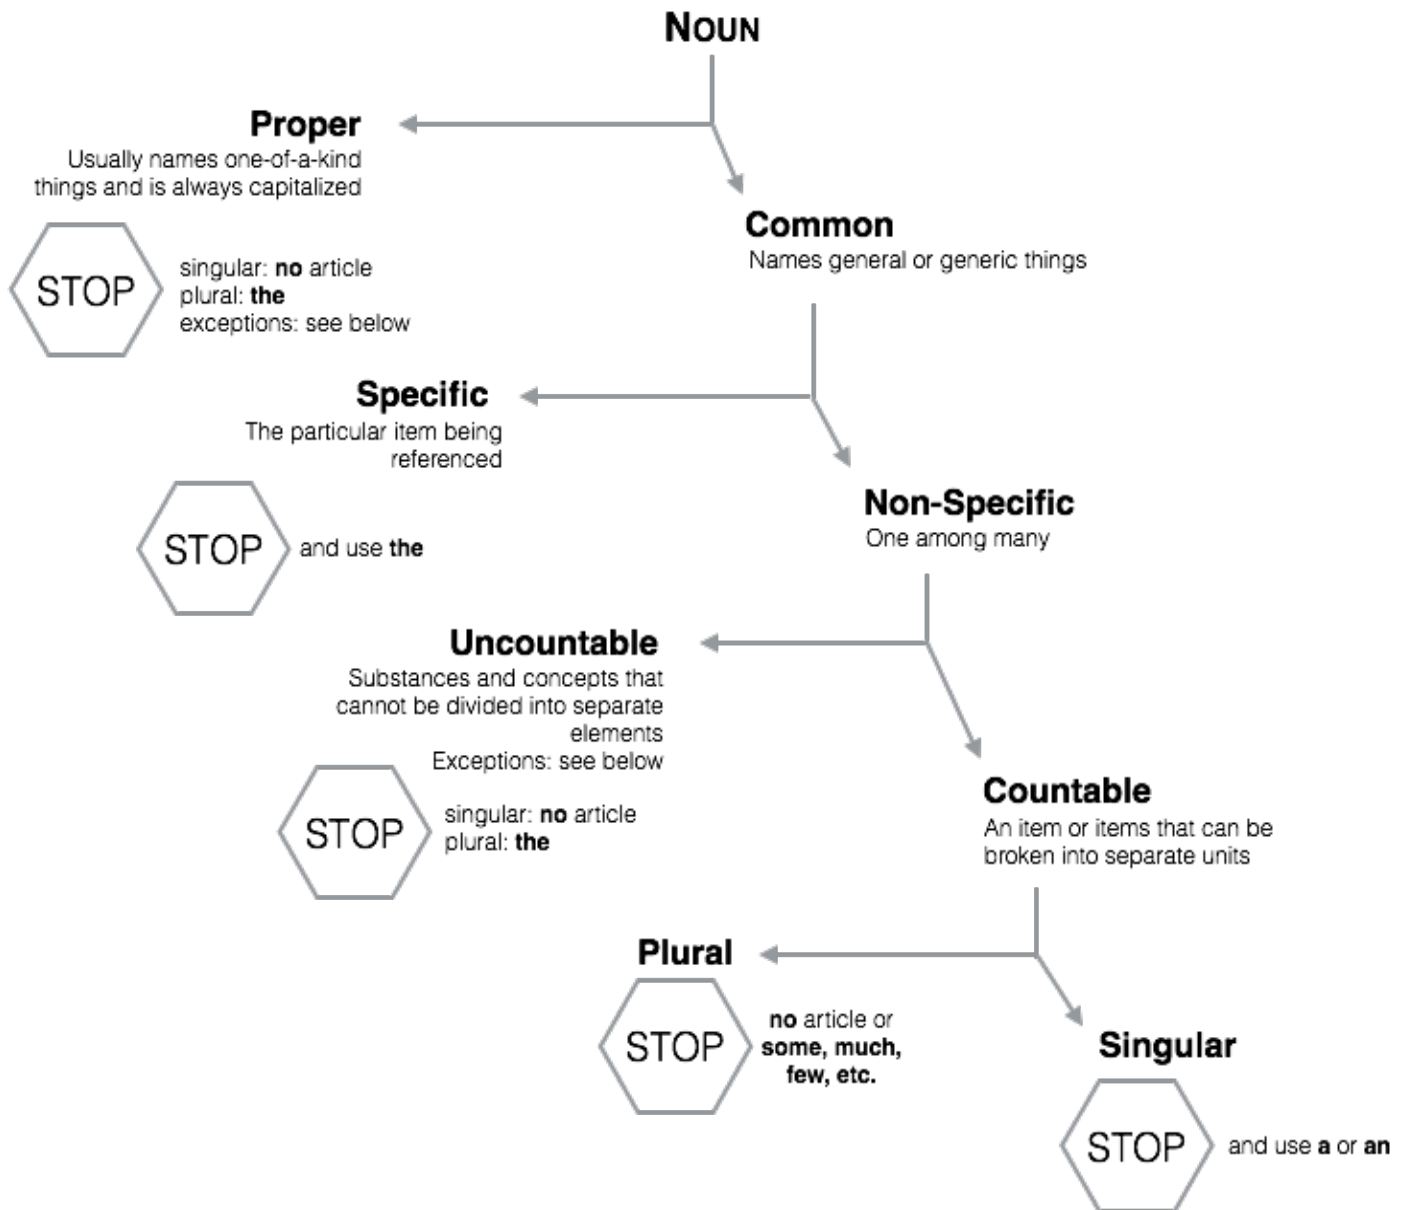 NOUN
Proper
Usually names one-of-a-kind
things and is always capitalized
STOP
singular: no article
plural: the
exceptions: see below
Common
Names general or generic things
Specific
The particular item being
referenced
STOP
and use the
Non-Specific
One among many
Uncountable
Substances and concepts that
cannot be divided into separate
elements
Exceptions: see below
STOP
singular: no article
plural: the
Countable
An item or items that can be
broken into separate units
Plural
STOP
no article or
some, much,
few, etc.
Singular
STOP
and use a or an